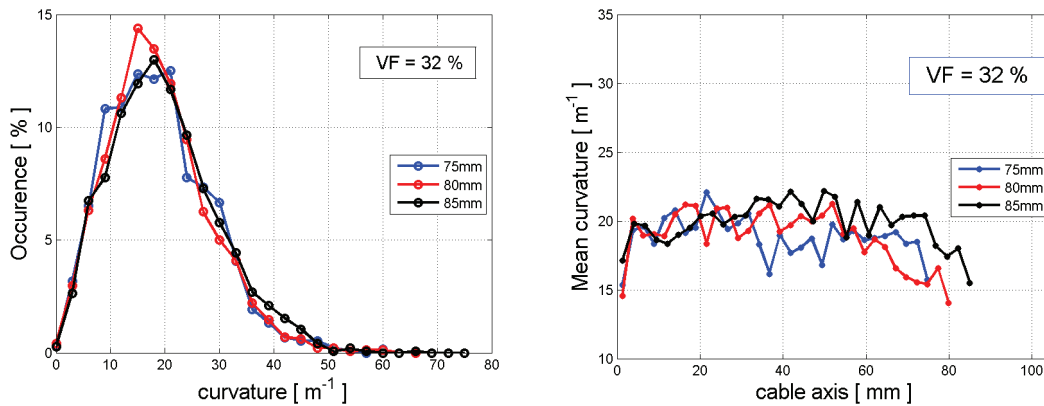 15
10
5
0
0 10 20 30 40 50 60 70 80
Occurence [ % ]
curvature [ m⁻¹ ]
VF = 32 %
75mm
80mm
85mm
35
30
25
20
15
10
0 20 40 60 80 100
Mean curvature [ m⁻¹ ]
cable axis [ mm ]
VF = 32 %
75mm
80mm
85mm